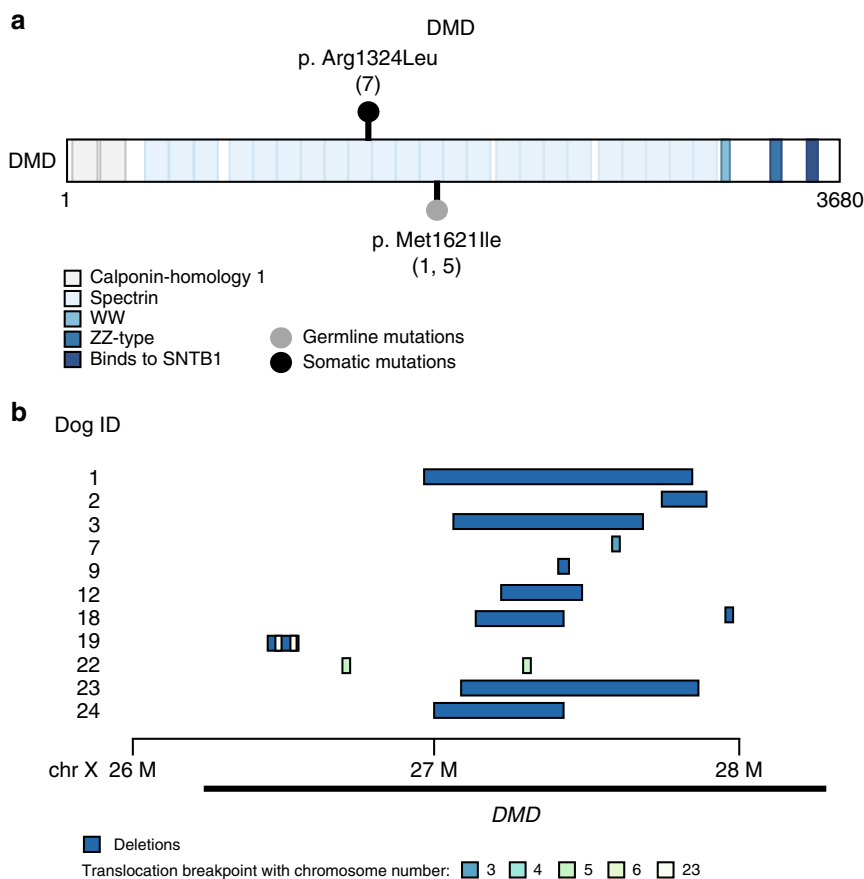 a
DMD
p. Arg1324Leu
(7)
DMD
1
3680
p. Met1621Ile
(1, 5)
Calponin-homology 1
Spectrin
WW
ZZ-type
Binds to SNTB1
Germline mutations
Somatic mutations
b
Dog ID
1
2
3
7
9
12
18
19
22
23
24
chr X 26 M 27 M 28 M
DMD
Deletions
Translocation breakpoint with chromosome number: 3 4 5 6 23